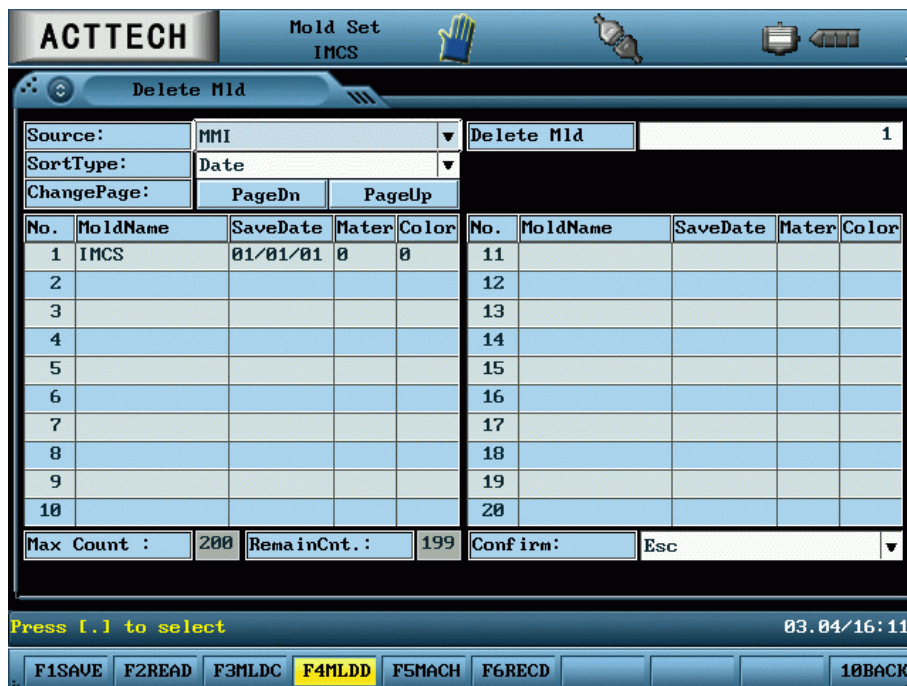 ACTTECH
Mold Set
IMCS
Delete Mld
Source: MMI Delete Mld 1
SortType: Date
ChangePage: PageDn PageUp
No. MoldName SaveDate Mater Color No. MoldName SaveDate Mater Color
1 IMCS 01/01/01 0 0 11
2 12
3 13
4 14
5 15
6 16
7 17
8 18
9 19
10 20
Max Count : 200 RemainCnt.: 199 Confirm: Esc
Press [.] to select 03.04/16:11
F1SAVE F2READ F3MLDC F4MLDD F5MACH F6RECD 10BACK